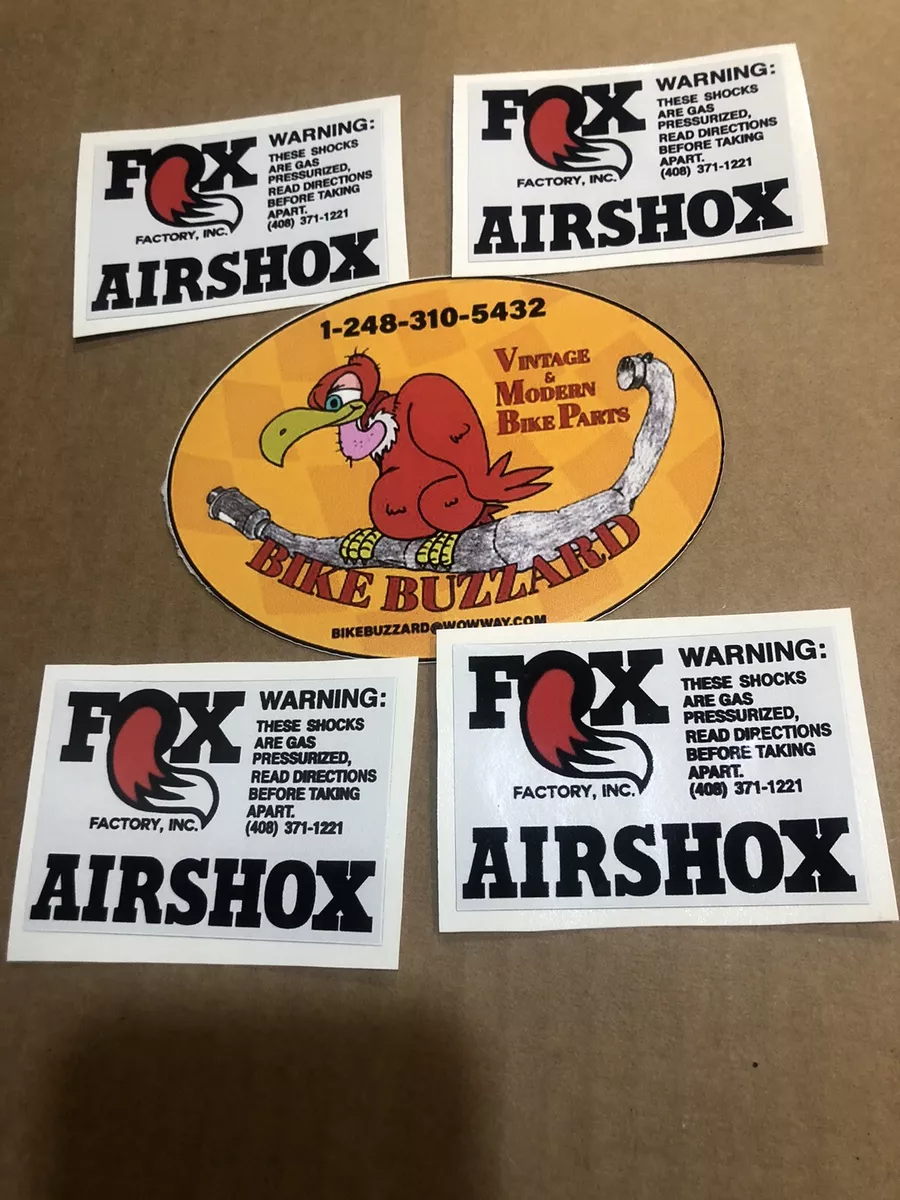 FOX
FACTORY, INC.
WARNING:
THESE SHOCKS
ARE GAS
PRESSURIZED,
READ DIRECTIONS
BEFORE TAKING
APART.
(408) 371-1221
AIRSHOX
FOX
FACTORY, INC.
WARNING:
THESE SHOCKS
ARE GAS
PRESSURIZED,
READ DIRECTIONS
BEFORE TAKING
APART.
(408) 371-1221
AIRSHOX
1-248-310-5432
VINTAGE
&
MODERN
BIKE PARTS
BIKE BUZZARD
BIKEBUZZARD@WOWWAY.COM
FOX
FACTORY, INC.
WARNING:
THESE SHOCKS
ARE GAS
PRESSURIZED,
READ DIRECTIONS
BEFORE TAKING
APART.
(408) 371-1221
AIRSHOX
FOX
FACTORY, INC.
WARNING:
THESE SHOCKS
ARE GAS
PRESSURIZED,
READ DIRECTIONS
BEFORE TAKING
APART.
(408) 371-1221
AIRSHOX